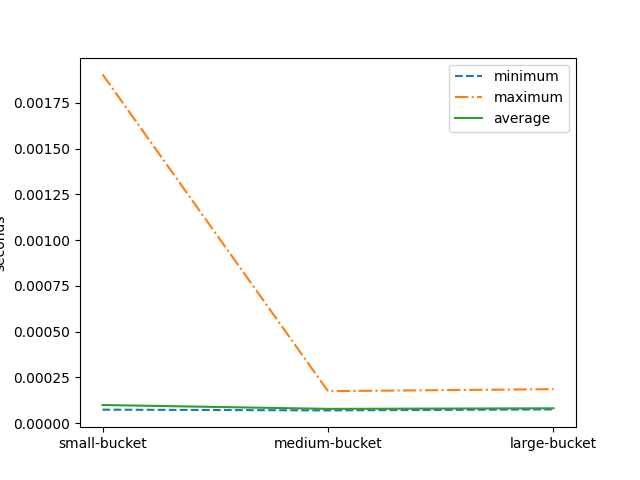 minimum
maximum
average
0.00175
0.00150
0.00125
0.00100
0.00075
0.00050
0.00025
0.00000
seconds
small-bucket medium-bucket large-bucket